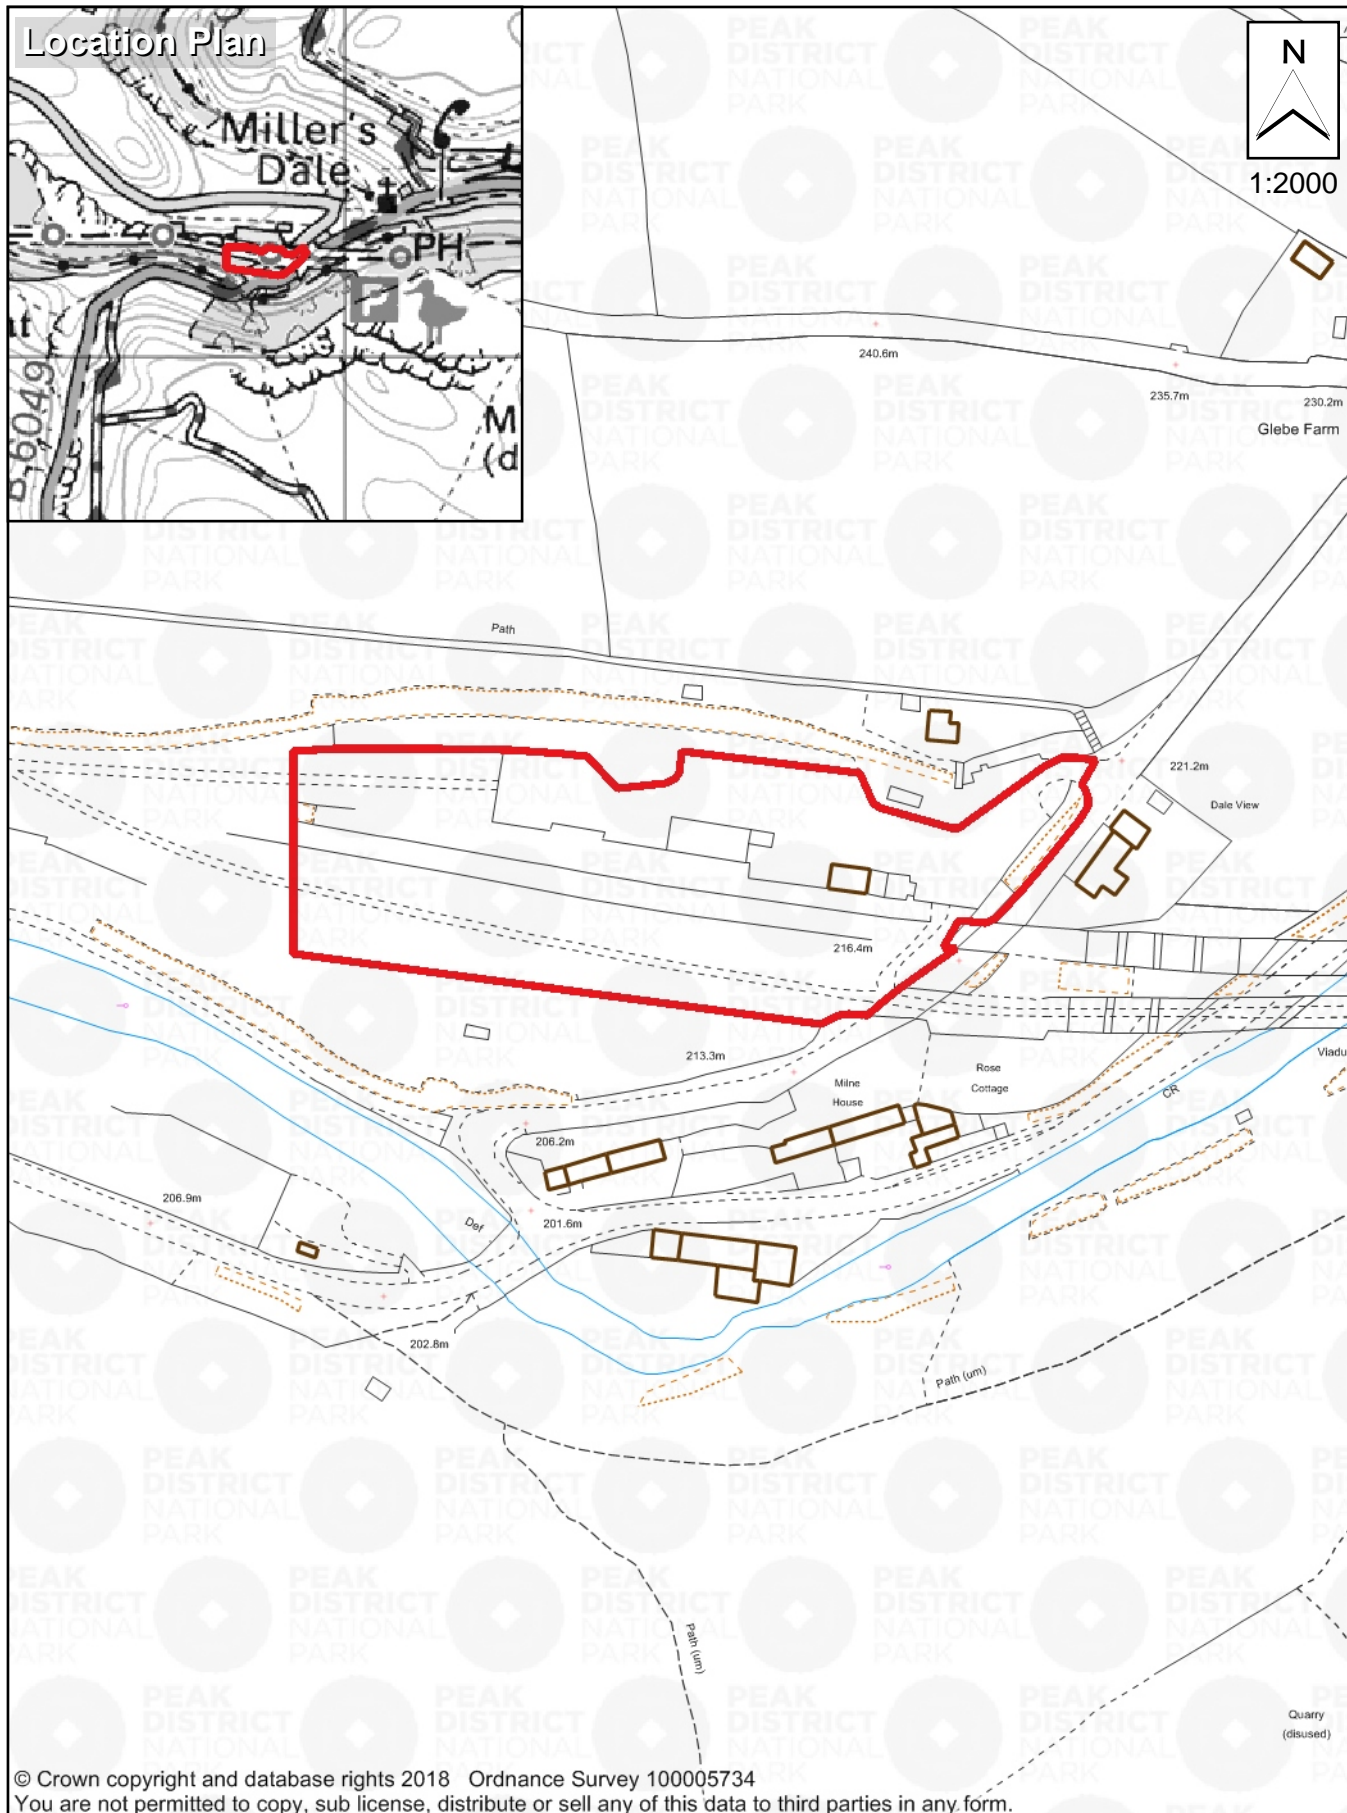 Location Plan
N
1:2000
Miller's
Dale
PH
P
B 6049
M
(d
240.6m
235.7m
230.2m
Glebe Farm
Path
221.2m
Dale View
216.4m
213.3m
Milne
House
Rose
Cottage
Viadu
CR
206.2m
206.9m
Def
201.6m
202.8m
Path (um)
Path (um)
Quarry
(disused)
PEAK
DISTRICT
NATIONAL
PARK
© Crown copyright and database rights 2018 Ordnance Survey 100005734
You are not permitted to copy, sub license, distribute or sell any of this data to third parties in any form.